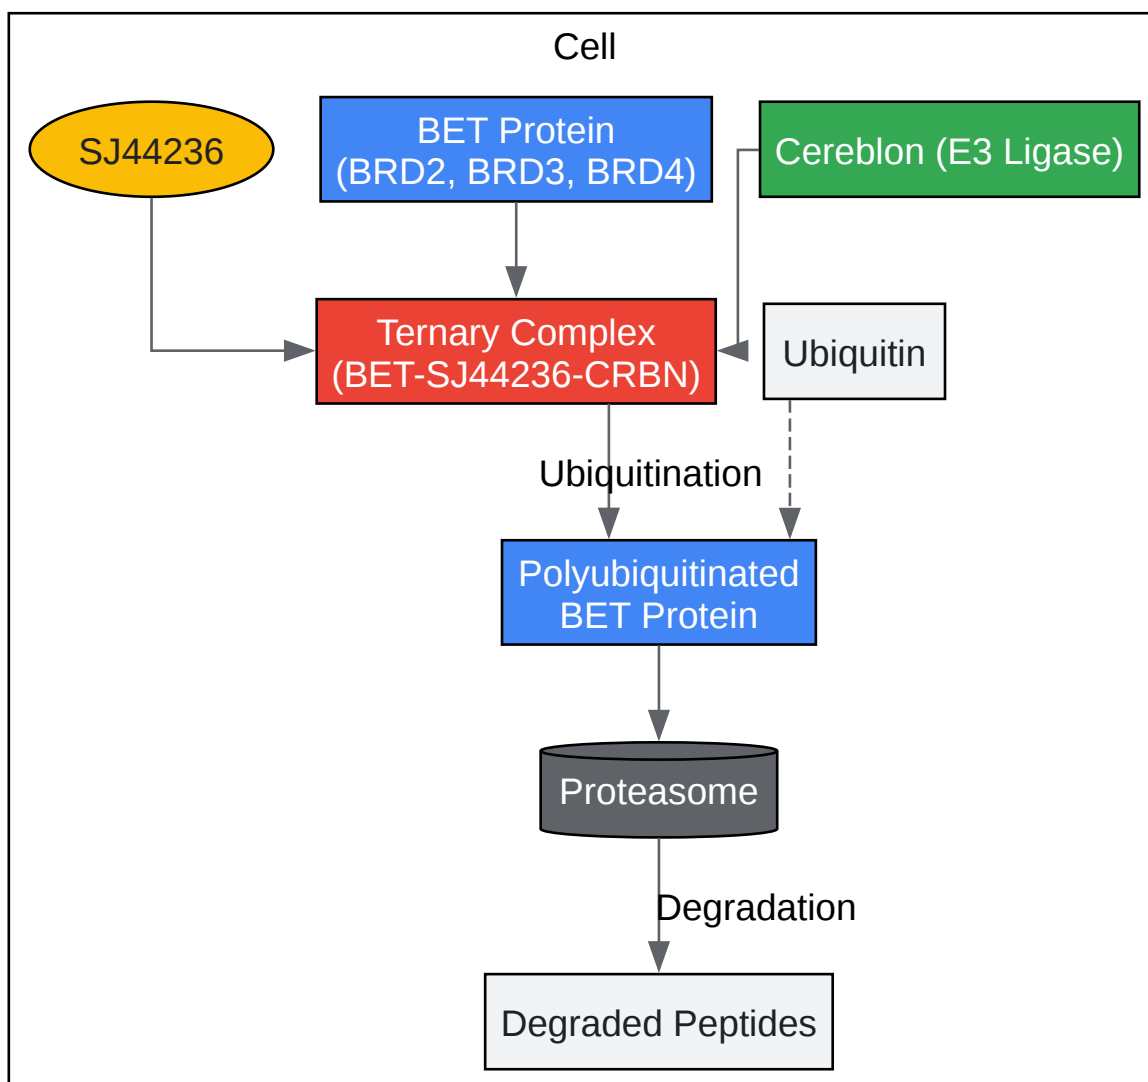 Cell
SJ44236
BET Protein
(BRD2, BRD3, BRD4)
Cereblon (E3 Ligase)
Ternary Complex
(BET-SJ44236-CRBN)
Ubiquitin
Ubiquitination
Polyubiquitinated
BET Protein
Proteasome
Degradation
Degraded Peptides